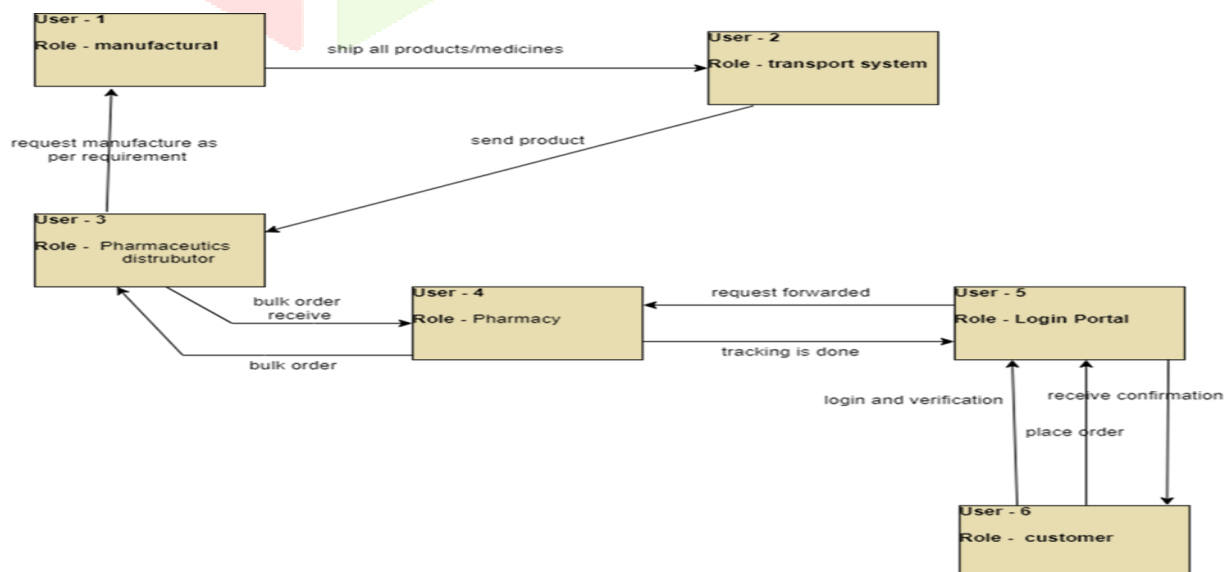 User - 1
Role - manufactural
ship all products/medicines
User - 2
Role - transport system
request manufacture as
per requirement
send product
User - 3
Role - Pharmaceutics
distrubutor
bulk order
receive
bulk order
User - 4
Role - Pharmacy
request forwarded
tracking is done
User - 5
Role - Login Portal
login and verification
receive confirmation
place order
User - 6
Role - customer